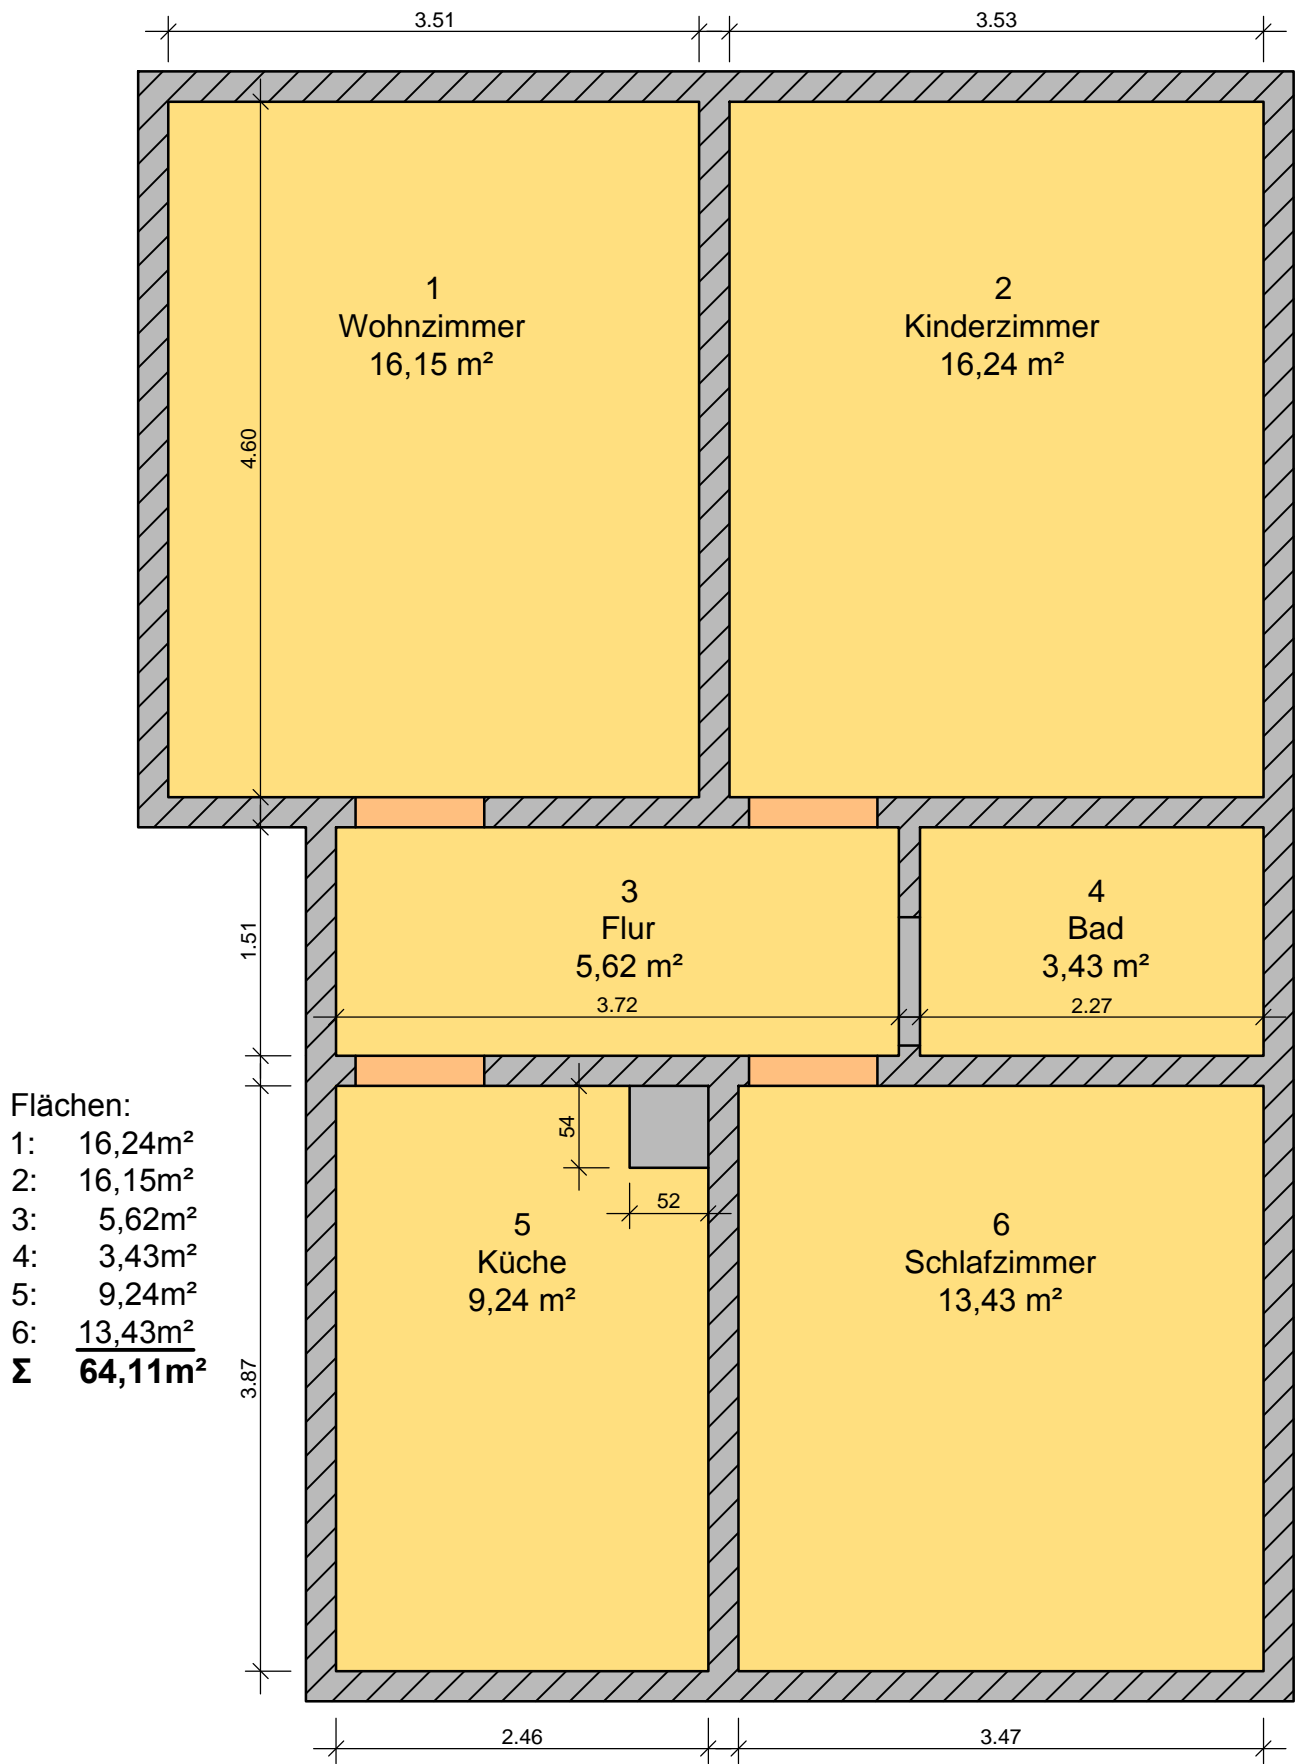 3.51
3.53
1
Wohnzimmer
16,15 m²
2
Kinderzimmer
16,24 m²
4.60
3
Flur
5,62 m²
4
Bad
3,43 m²
1.51
3.72
2.27
Flächen:
1: 16,24m²
2: 16,15m²
3: 5,62m²
4: 3,43m²
5: 9,24m²
6: 13,43m²
Σ 64,11m²
54
52
5
Küche
9,24 m²
6
Schlafzimmer
13,43 m²
3.87
2.46
3.47